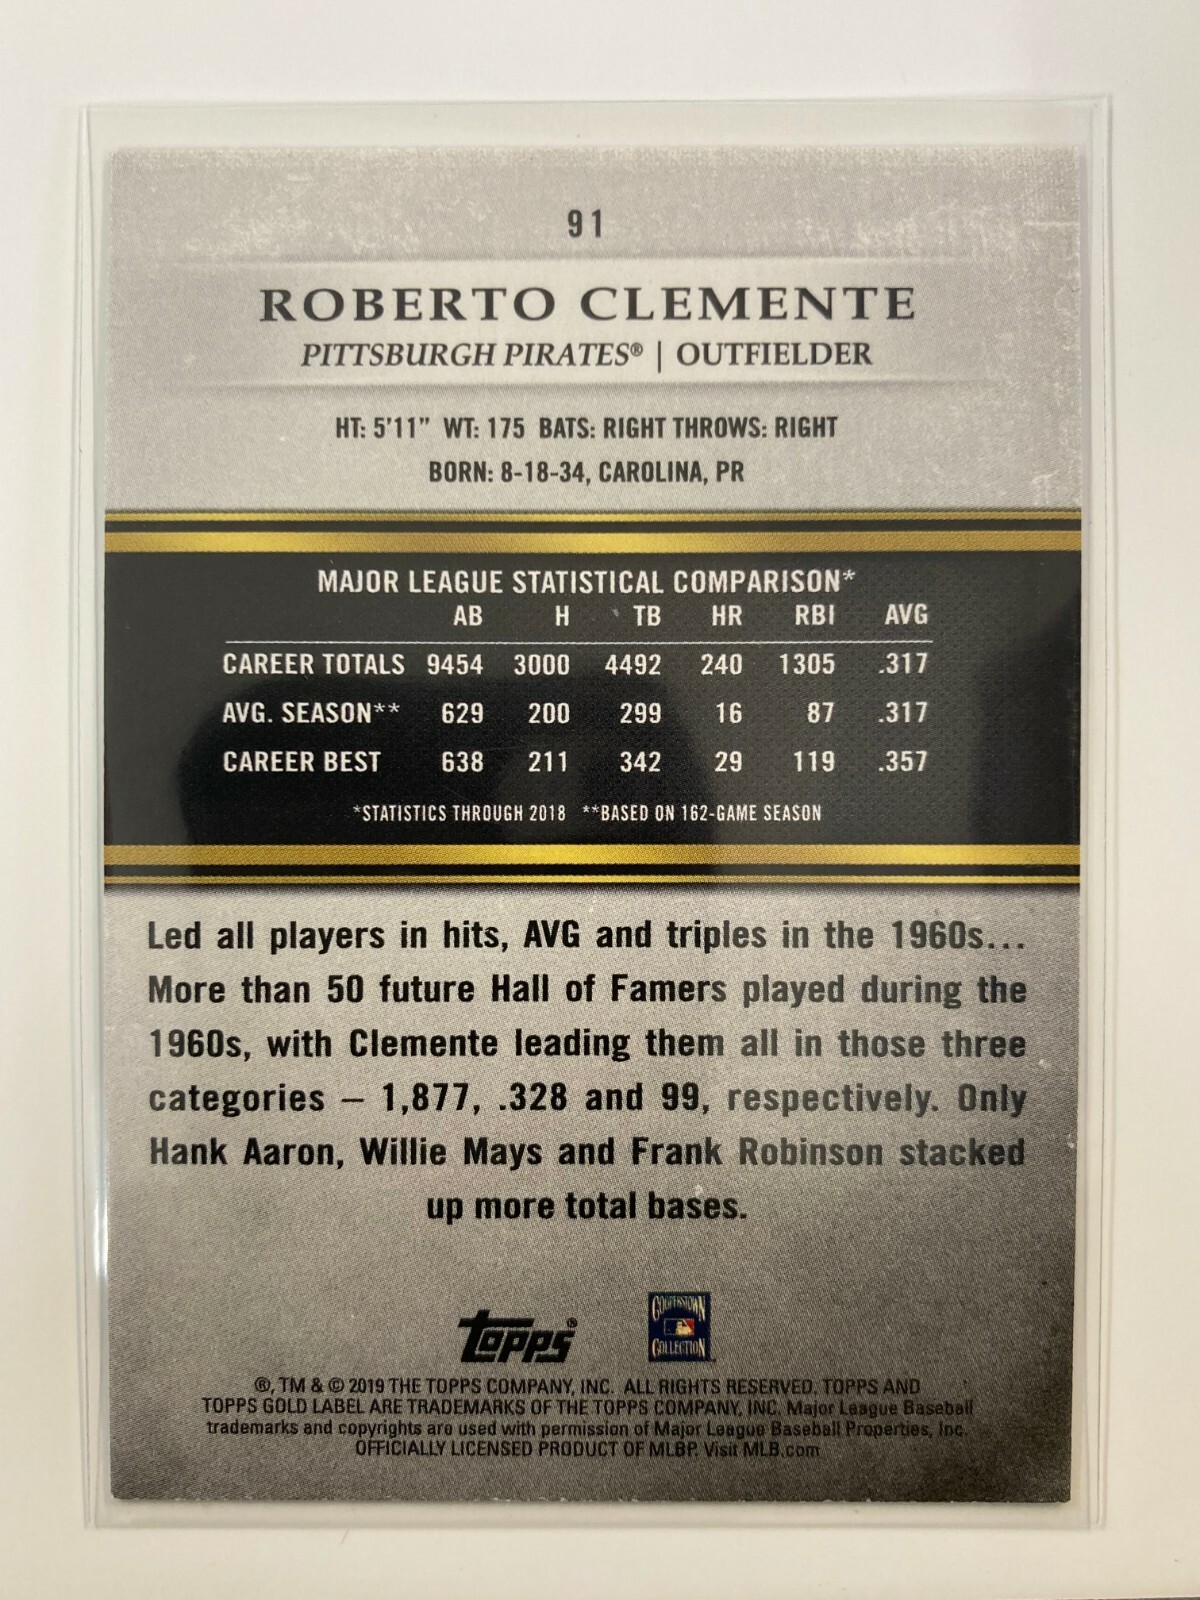 91
ROBERTO CLEMENTE
PITTSBURGH PIRATES® | OUTFIELDER
HT: 5'11" WT: 175 BATS: RIGHT THROWS: RIGHT
BORN: 8-18-34, CAROLINA, PR
MAJOR LEAGUE STATISTICAL COMPARISON*
AB H TB HR RBI AVG
CAREER TOTALS 9454 3000 4492 240 1305 .317
AVG. SEASON** 629 200 299 16 87 .317
CAREER BEST 638 211 342 29 119 .357
*STATISTICS THROUGH 2018 **BASED ON 162-GAME SEASON
Led all players in hits, AVG and triples in the 1960s...
More than 50 future Hall of Famers played during the
1960s, with Clemente leading them all in those three
categories – 1,877, .328 and 99, respectively. Only
Hank Aaron, Willie Mays and Frank Robinson stacked
up more total bases.
topps®
COOPERSTOWN
COLLECTION
®, TM & © 2019 THE TOPPS COMPANY, INC. ALL RIGHTS RESERVED. TOPPS AND
TOPPS GOLD LABEL ARE TRADEMARKS OF THE TOPPS COMPANY, INC. Major League Baseball
trademarks and copyrights are used with permission of Major League Baseball Properties, Inc.
OFFICIALLY LICENSED PRODUCT OF MLBP. Visit MLB.com